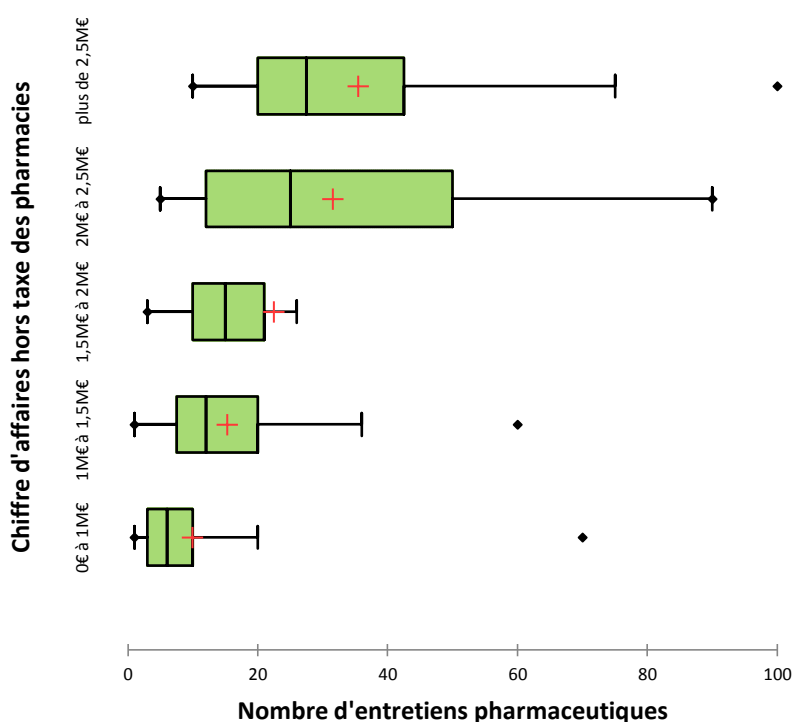 Chiffre d'affaires hors taxe des pharmacies
plus de 2,5M€
2M€ à 2,5M€
1,5M€ à 2M€
1M€ à 1,5M€
0€ à 1M€
0 20 40 60 80 100
Nombre d'entretiens pharmaceutiques